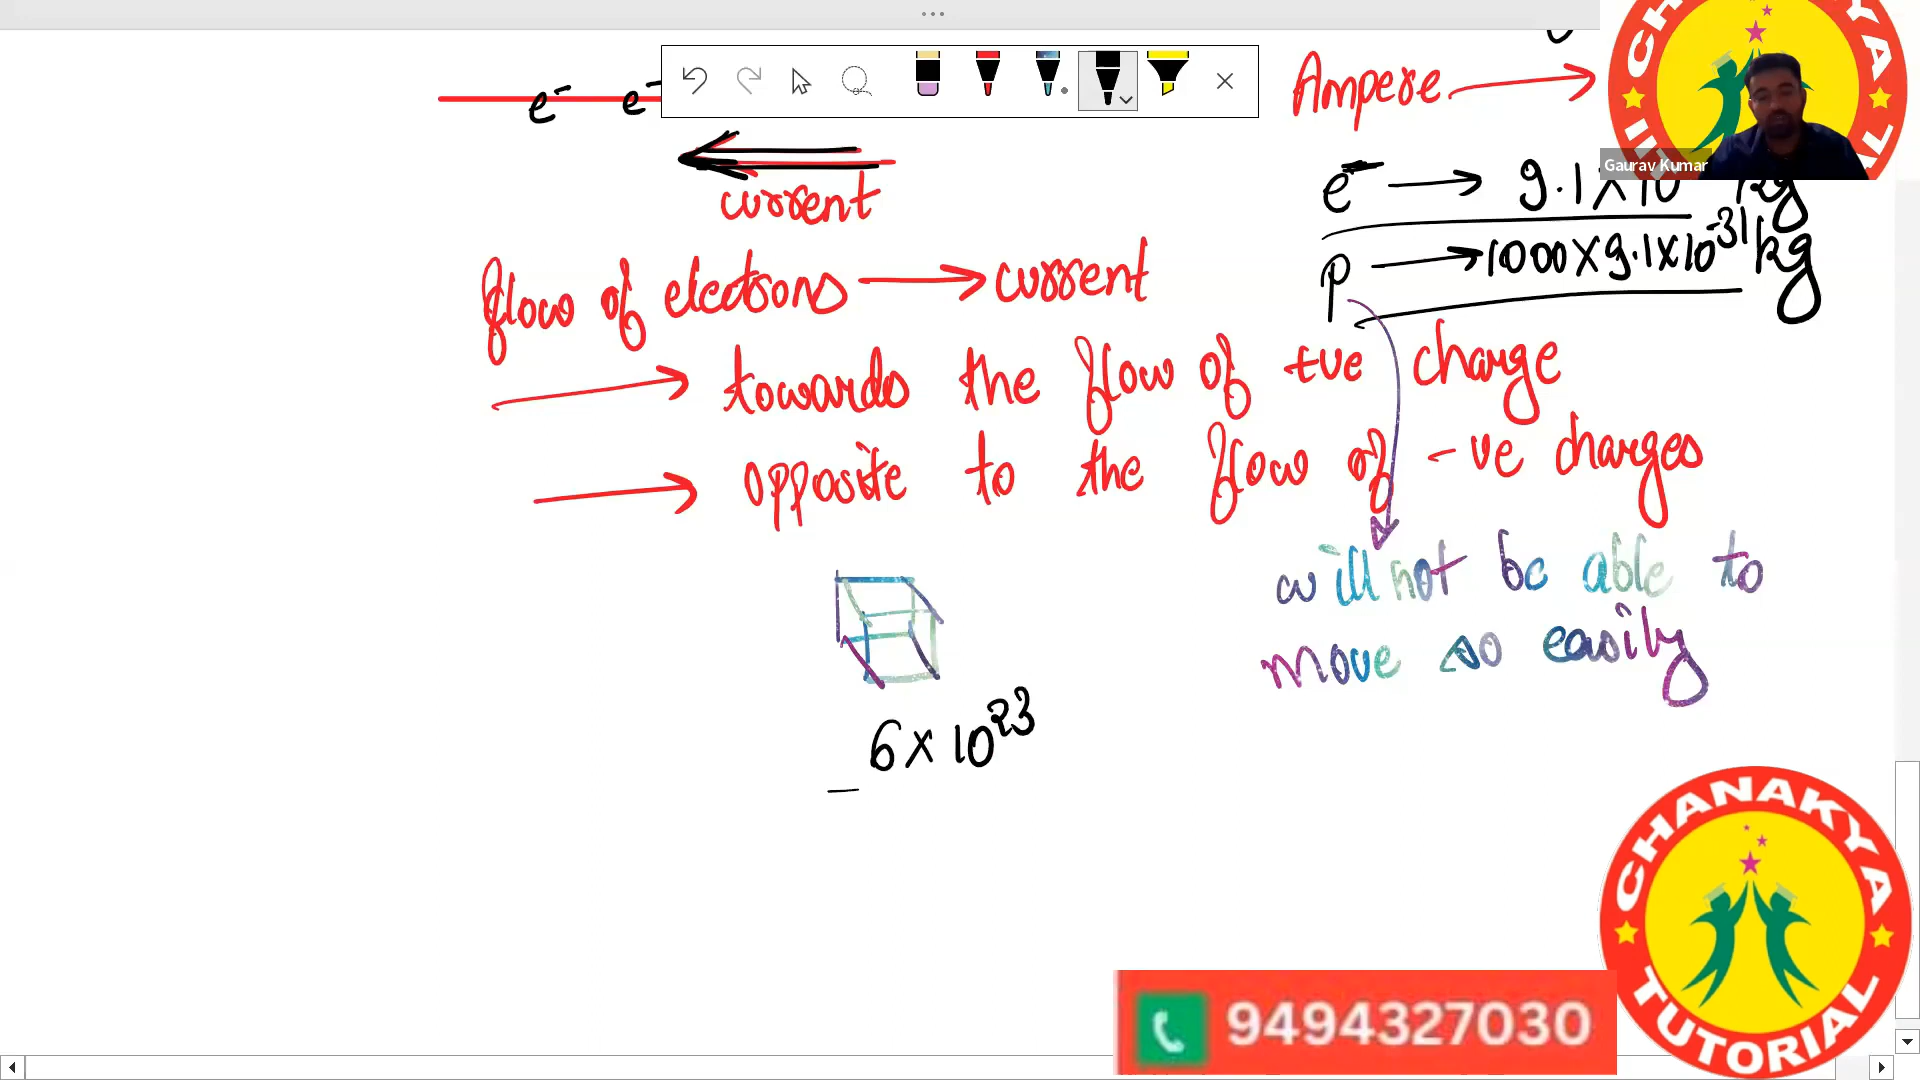 e⁻ e⁻
current
Ampere
Gaurav Kumar
e⁻ → 9.1×10 kg
p → 1000×9.1×10⁻³¹ kg
flow of electrons → current
→ towards the flow of +ve charge
→ opposite to the flow of -ve charges
will not be able to
move so easily
6×10²³
CHANAKYA
TUTORIAL
9494327030